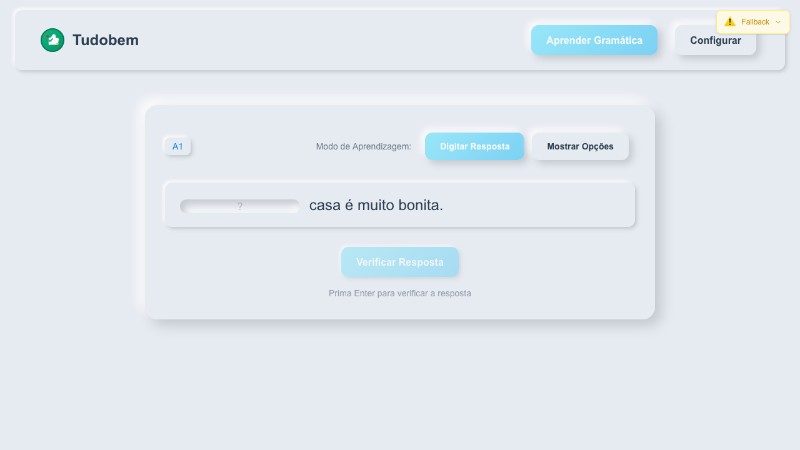 Tudobem
Aprender Gramática
Configurar
Fallback
A1
Modo de Aprendizagem:
Digitar Resposta
Mostrar Opções
? casa é muito bonita.
Verificar Resposta
Prima Enter para verificar a resposta